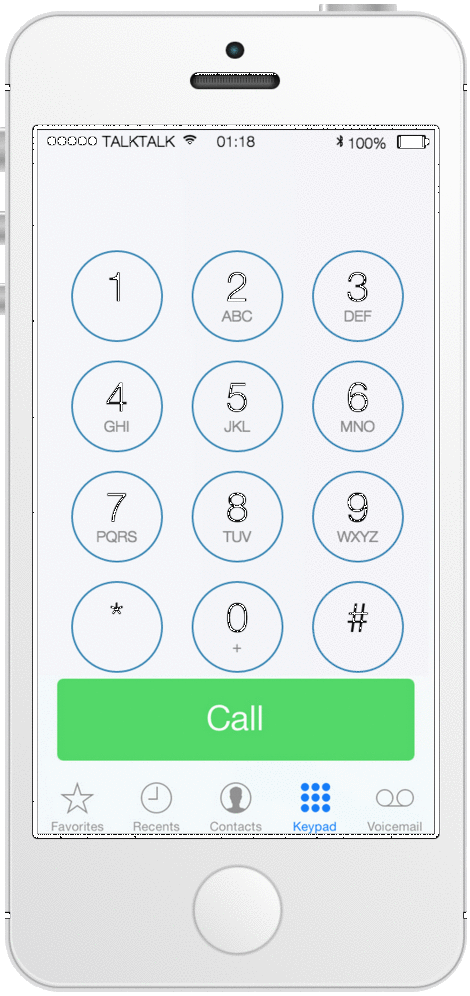 TALKTALK 01:18 100%
1 2 3
ABC DEF
4 5 6
GHI JKL MNO
7 8 9
PQRS TUV WXYZ
* 0 #
+
Call
Favorites Recents Contacts Keypad Voicemail